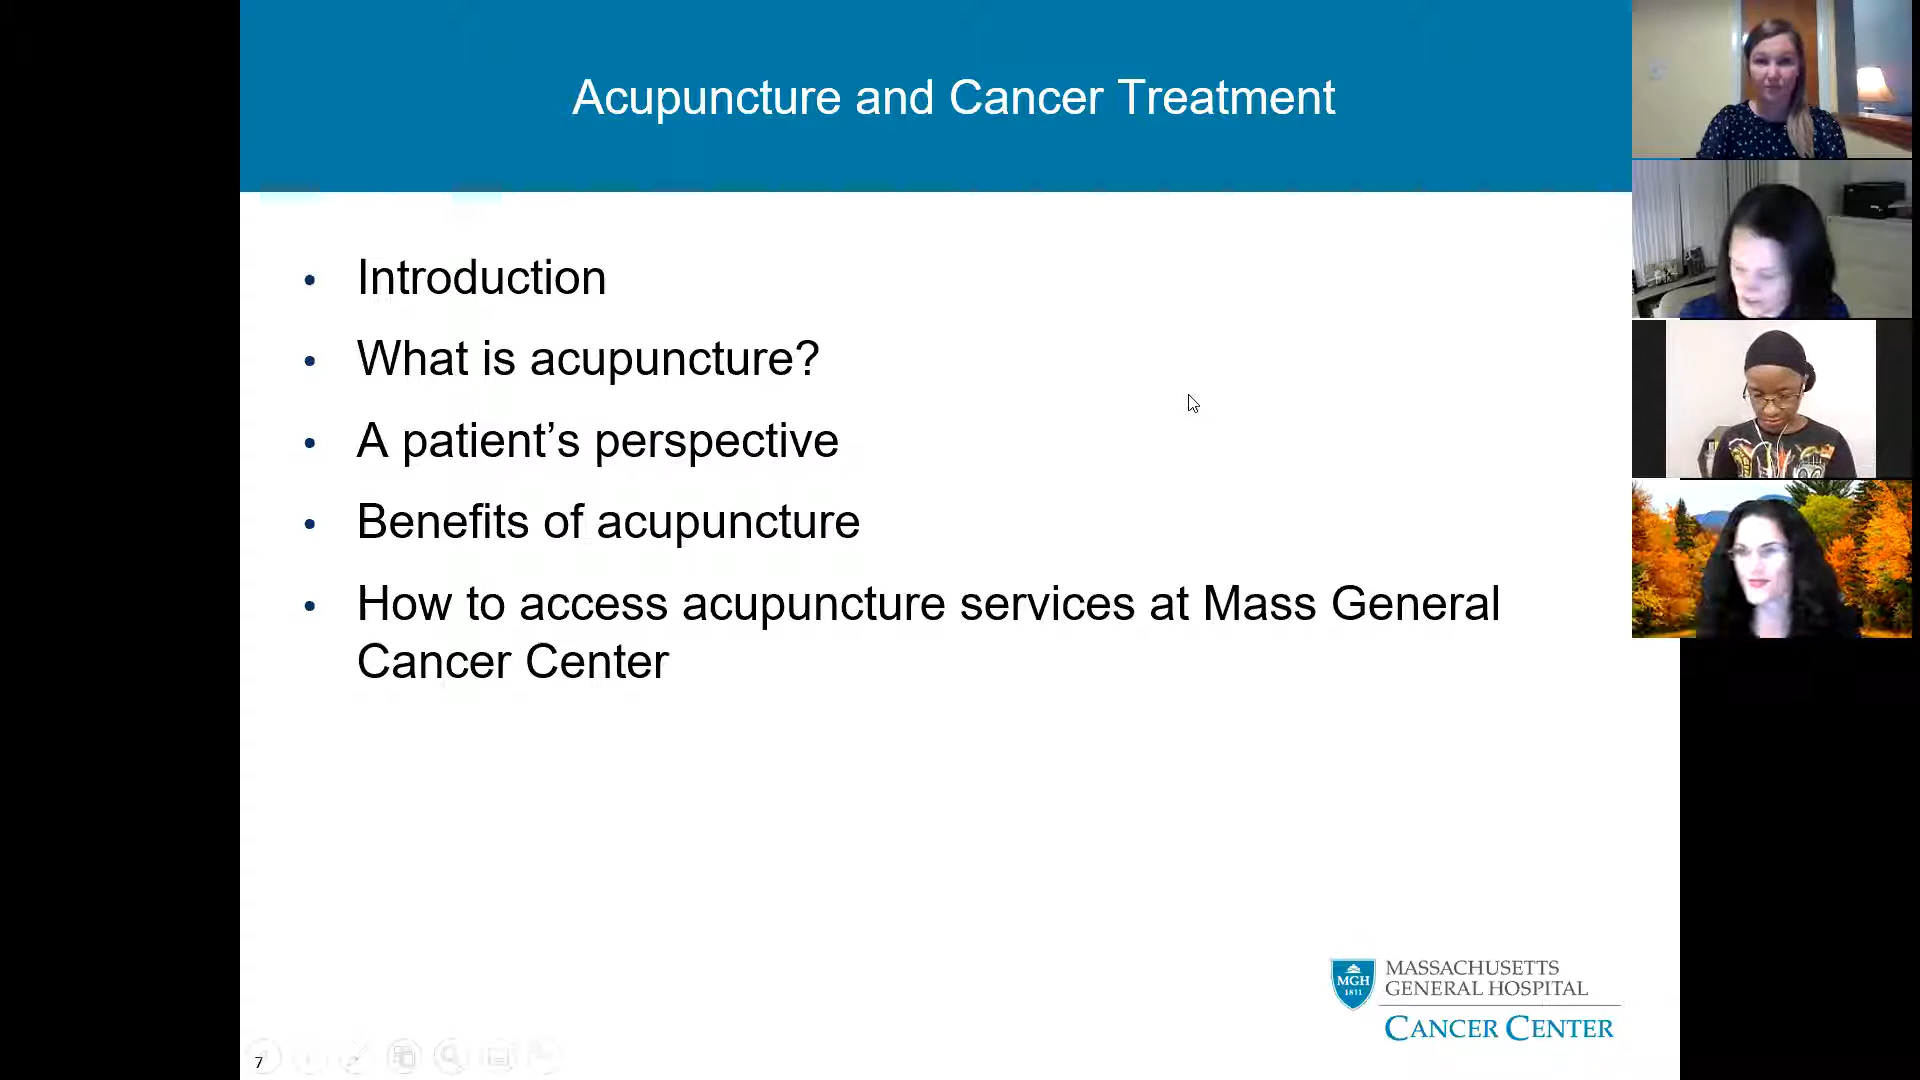 Acupuncture and Cancer Treatment
• Introduction
• What is acupuncture?
• A patient’s perspective
• Benefits of acupuncture
• How to access acupuncture services at Mass General
Cancer Center
MGH
1811
MASSACHUSETTS
GENERAL HOSPITAL
CANCER CENTER
7